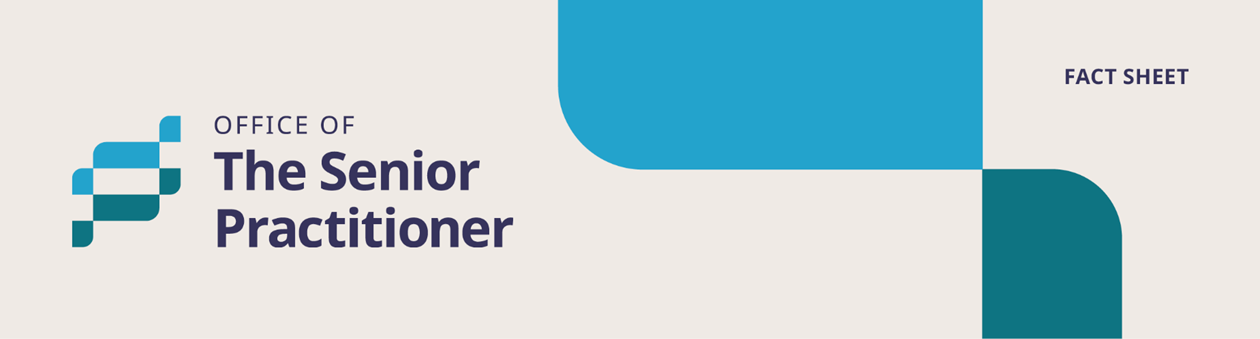 FACT SHEET
OFFICE OF
The Senior
Practitioner